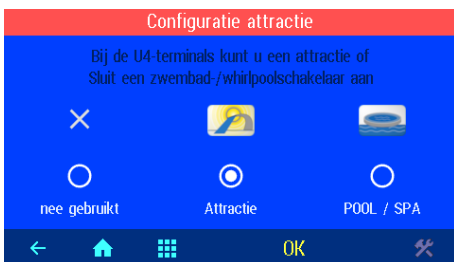 Configuratie attractie
Bij de U4-terminals kunt u een attractie of
Sluit een zwembad-/whirlpoolschakelaar aan
nee gebruikt
Attractie
POOL / SPA
OK